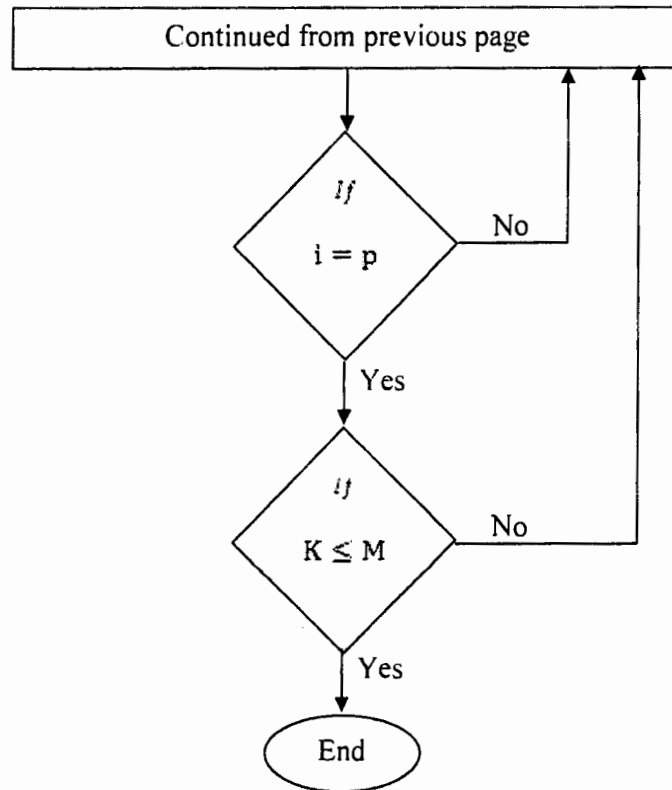 Continued from previous page
If
i = p
No
Yes
If
K ≤ M
No
Yes
End